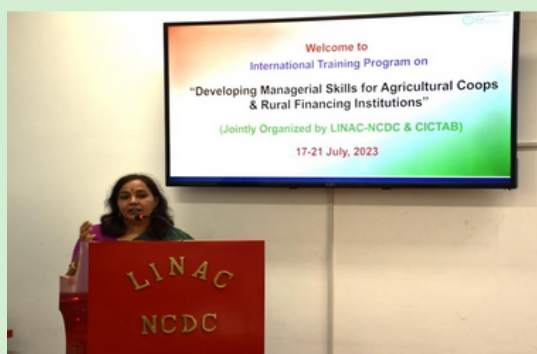 Welcome to
International Training Program on
“Developing Managerial Skills for Agricultural Coops
& Rural Financing Institutions”
(Jointly Organized by LINAC-NCDC & CICTAB)
17-21 July, 2023
LINAC
NCDC